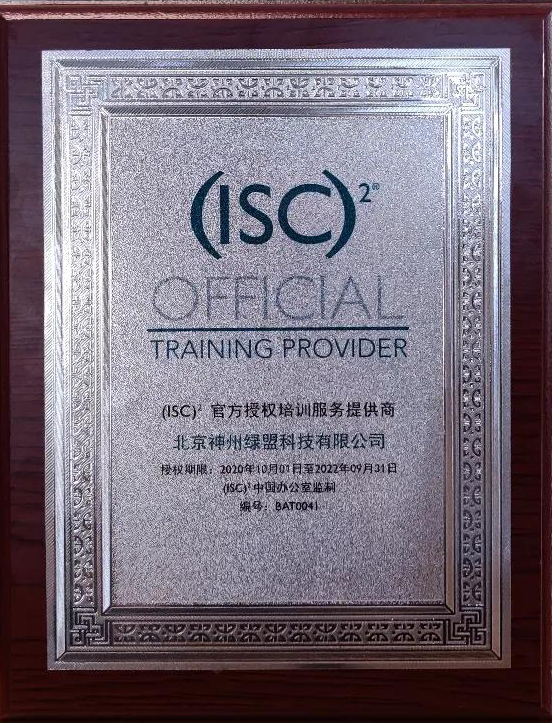 (ISC)²®
OFFICIAL
TRAINING PROVIDER
(ISC)² 官方授权培训服务提供商
北京神州绿盟科技有限公司
授权期限：2020年10月01日至2022年09月31日
(ISC)² 中国办公室监制
编号：BAT0041